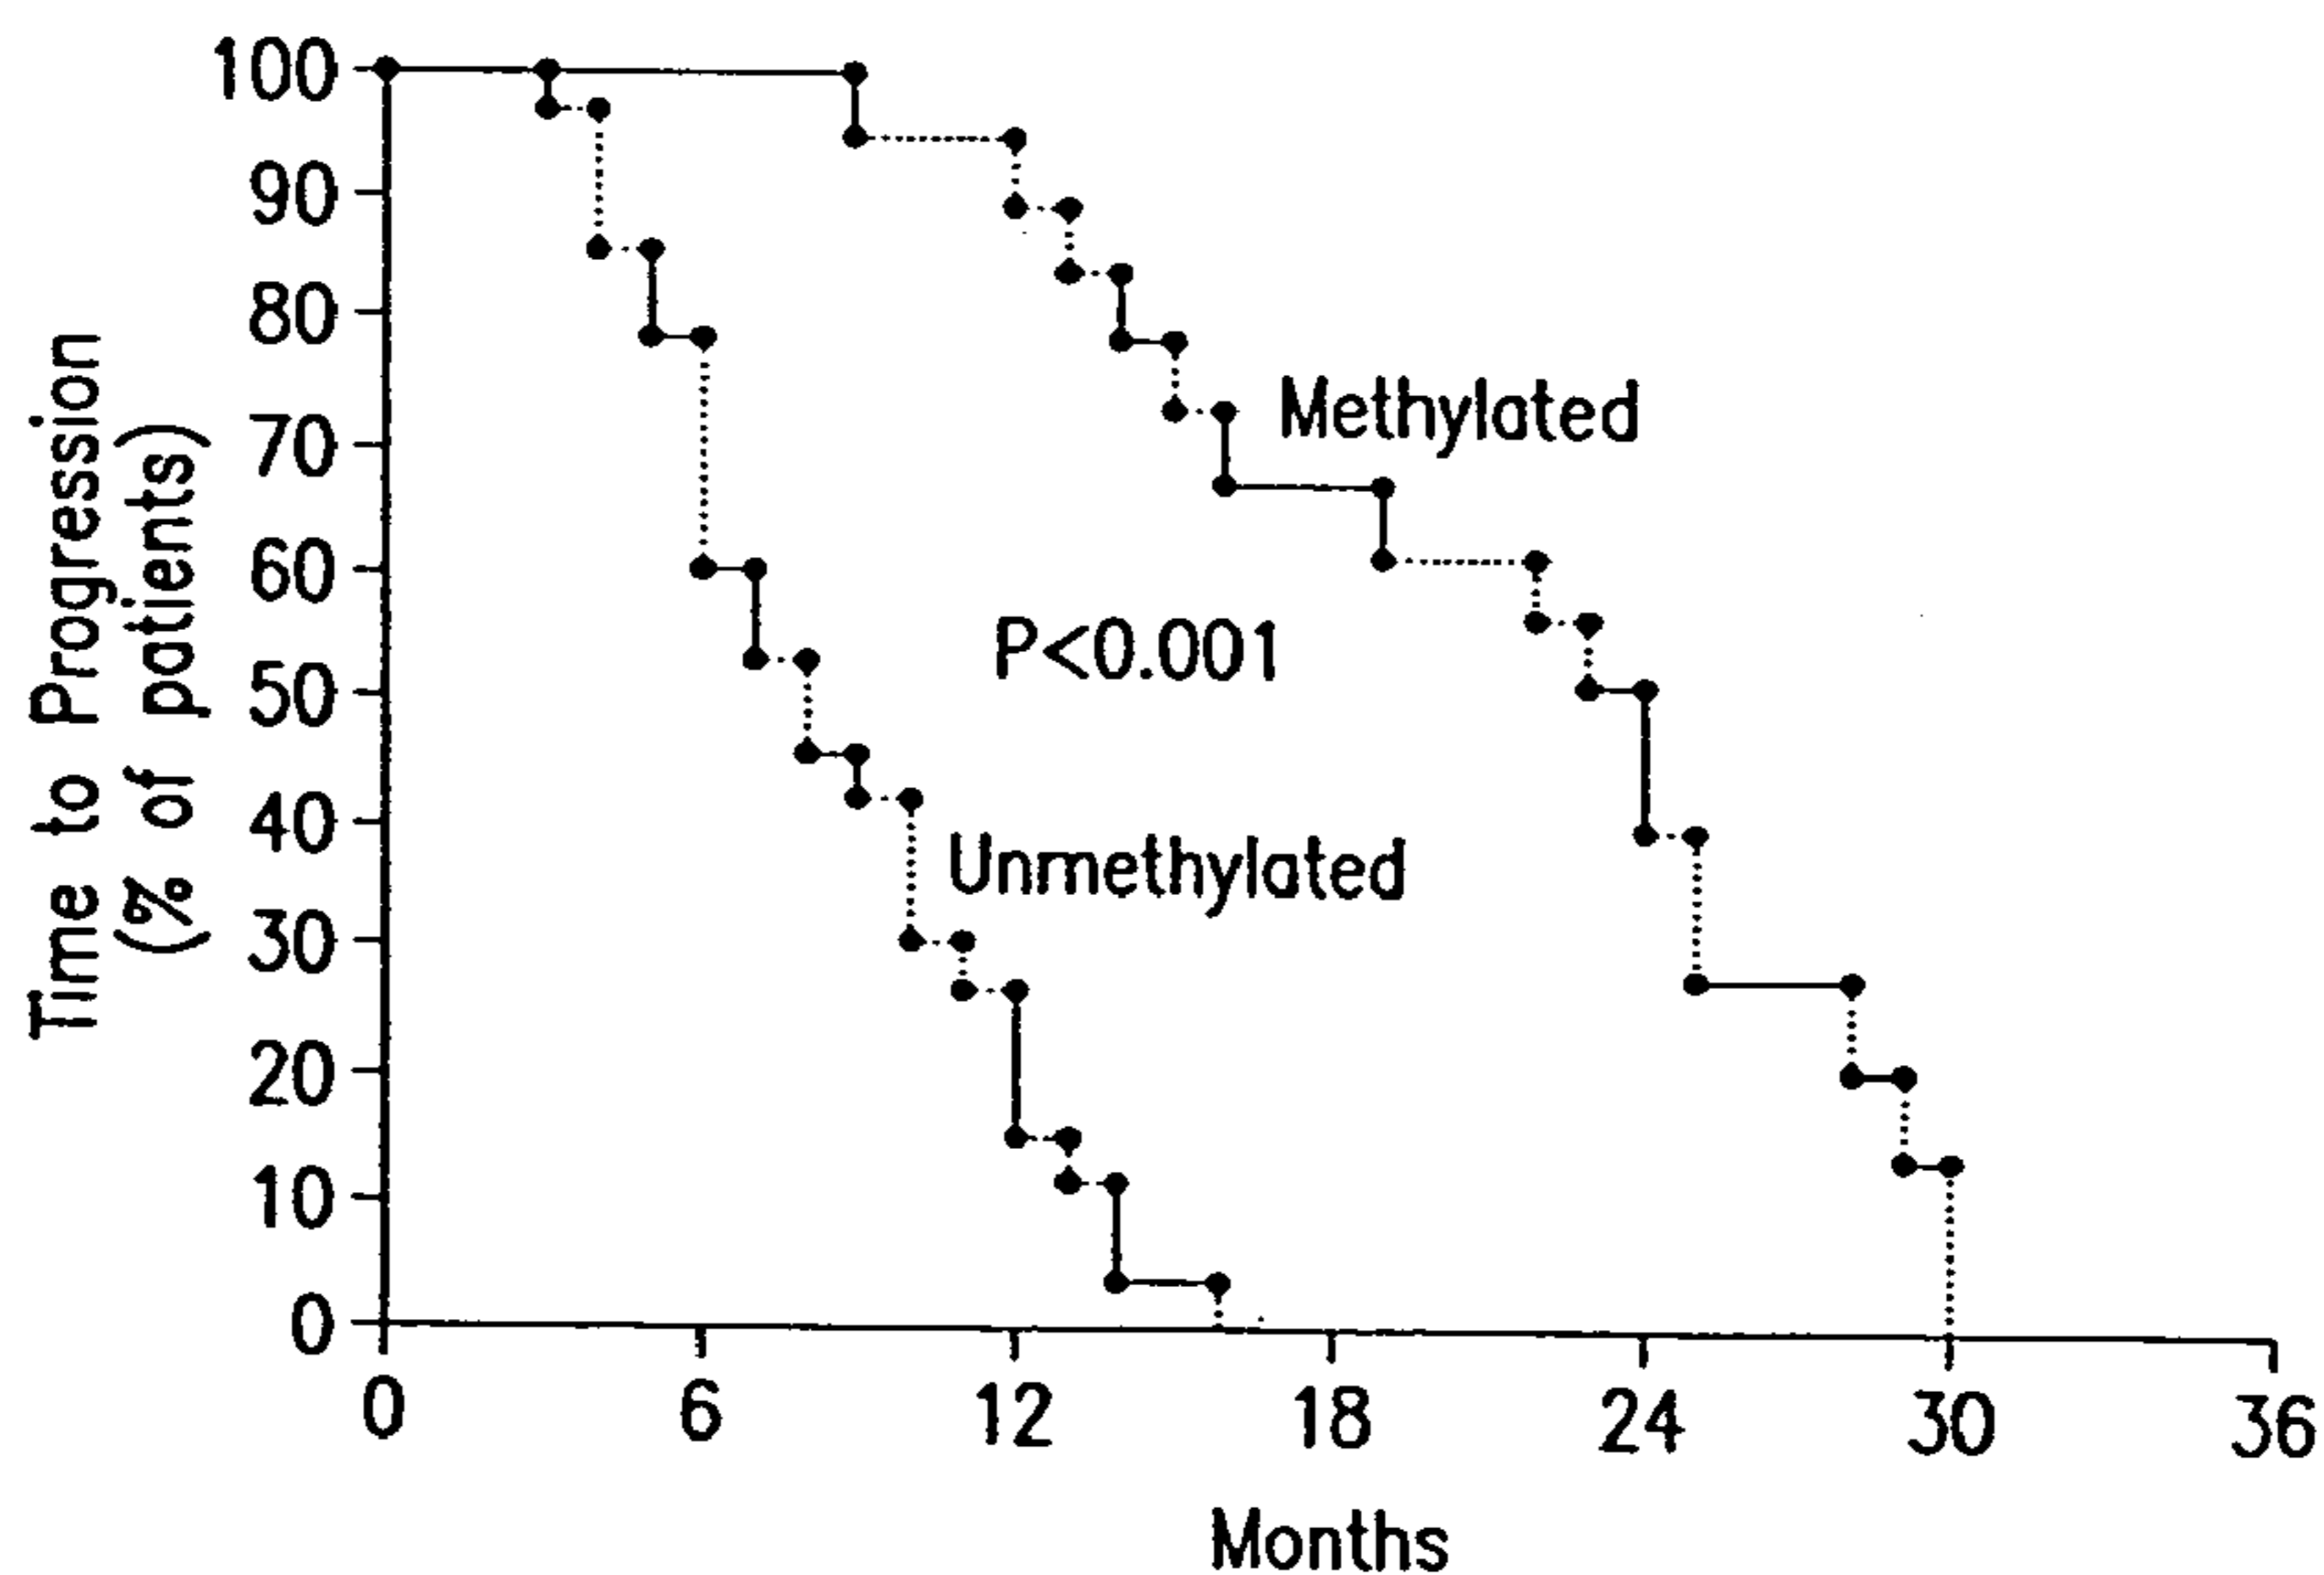 Time to Progression
(% of patients)
100
90
80
70
60
50
40
30
20
10
0
Methylated
P<0.001
Unmethylated
0 6 12 18 24 30 36
Months